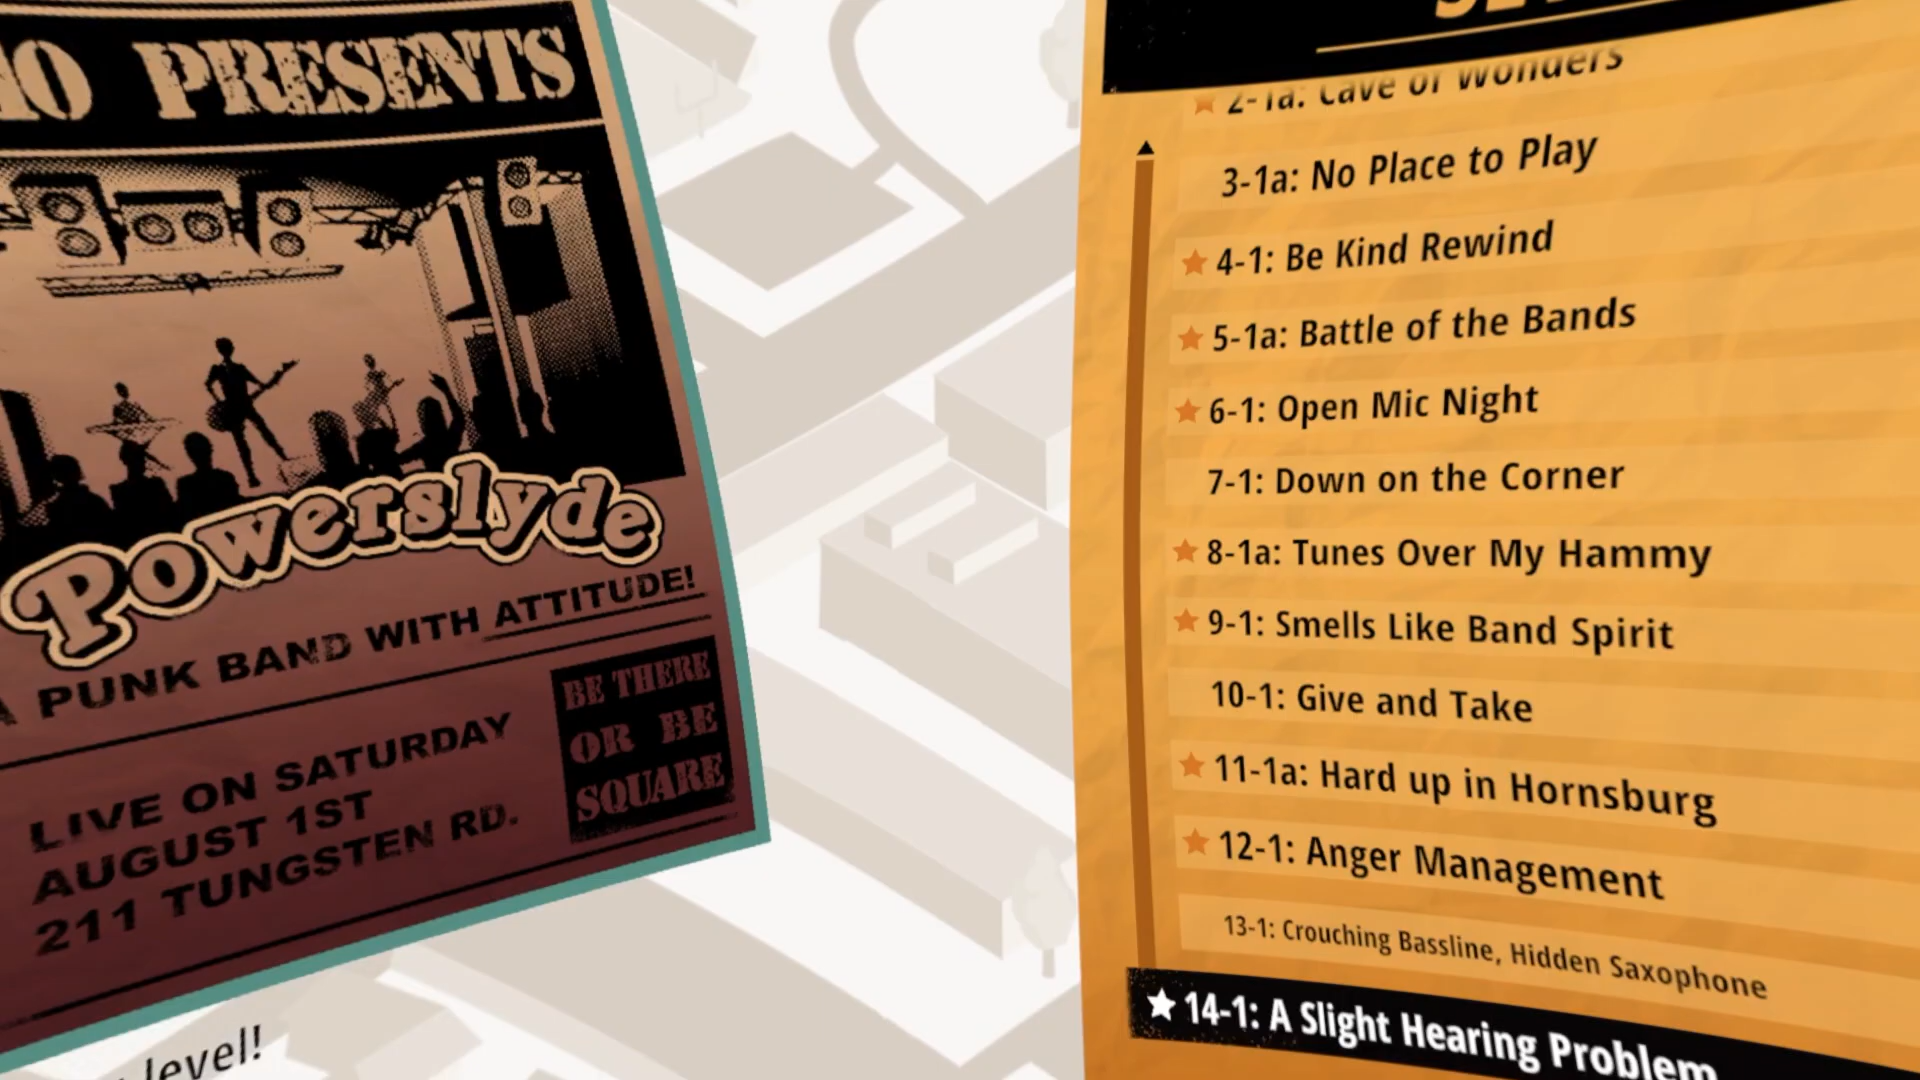 IO PRESENTS
Powerslyde
A PUNK BAND WITH ATTITUDE!
LIVE ON SATURDAY
AUGUST 1ST
211 TUNGSTEN RD.
BE THERE
OR BE
SQUARE
level!
2-1a: Cave of Wonders
3-1a: No Place to Play
4-1: Be Kind Rewind
5-1a: Battle of the Bands
6-1: Open Mic Night
7-1: Down on the Corner
8-1a: Tunes Over My Hammy
9-1: Smells Like Band Spirit
10-1: Give and Take
11-1a: Hard up in Hornsburg
12-1: Anger Management
13-1: Crouching Bassline, Hidden Saxophone
14-1: A Slight Hearing Problem